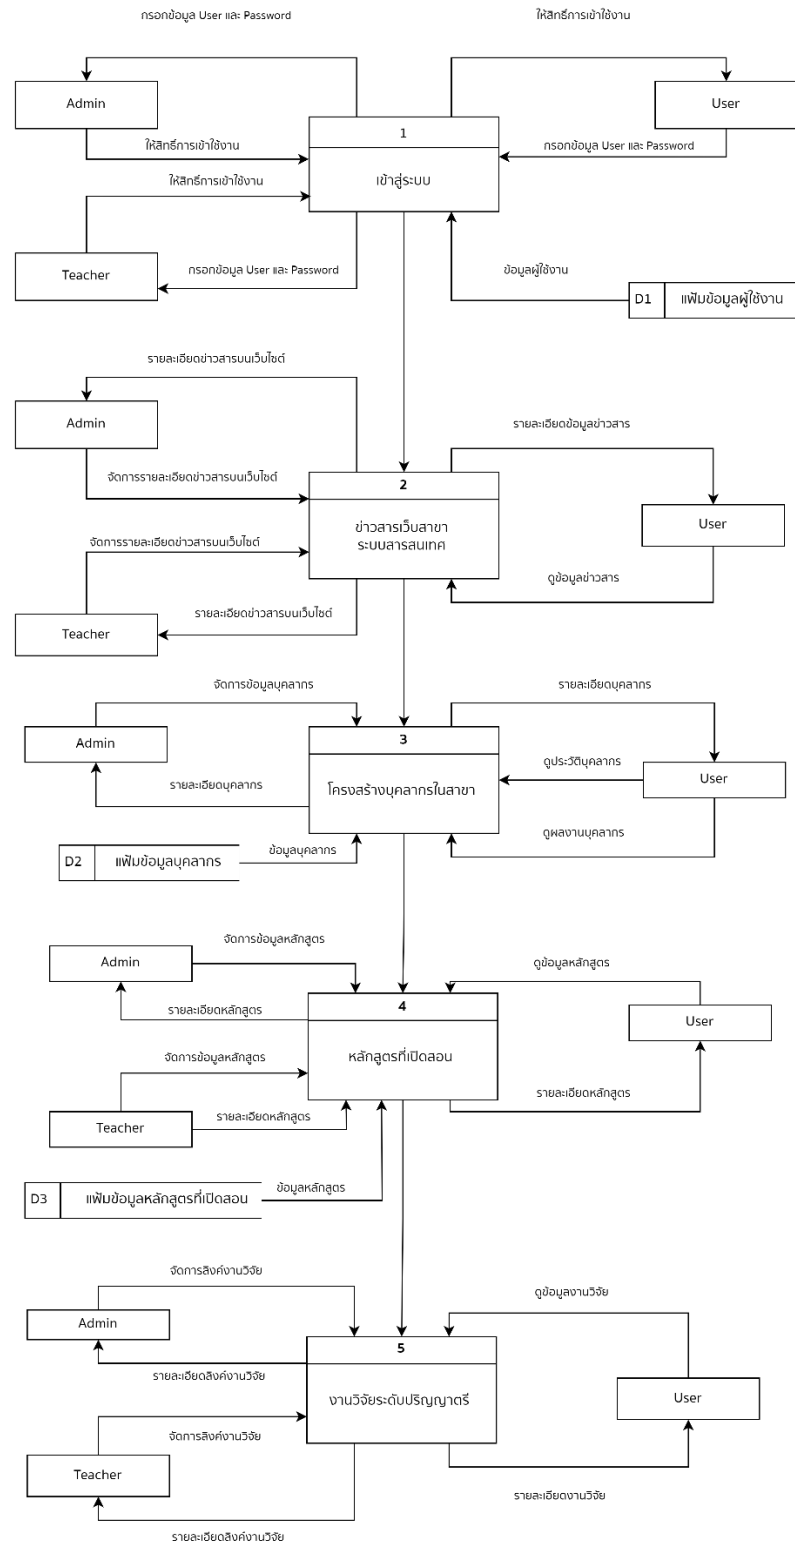 กรอกข้อมูล User และ Password
ให้สิทธิ์การเข้าใช้งาน
Admin
User
1
เข้าสู่ระบบ
ให้สิทธิ์การเข้าใช้งาน
กรอกข้อมูล User และ Password
ให้สิทธิ์การเข้าใช้งาน
Teacher
กรอกข้อมูล User และ Password
ข้อมูลผู้ใช้งาน
D1 แฟ้มข้อมูลผู้ใช้งาน
รายละเอียดข่าวสารบนเว็บไซต์
Admin
รายละเอียดข้อมูลข่าวสาร
จัดการรายละเอียดข่าวสารบนเว็บไซต์
2
ข่าวสารเว็บสาขา
ระบบสารสนเทศ
User
จัดการรายละเอียดข่าวสารบนเว็บไซต์
ดูข้อมูลข่าวสาร
รายละเอียดข่าวสารบนเว็บไซต์
Teacher
จัดการข้อมูลบุคลากร
รายละเอียดบุคลากร
Admin
3
โครงสร้างบุคลากรในสาขา
ดูประวัติบุคลากร
User
รายละเอียดบุคลากร
ดูผลงานบุคลากร
ข้อมูลบุคลากร
D2 แฟ้มข้อมูลบุคลากร
จัดการข้อมูลหลักสูตร
ดูข้อมูลหลักสูตร
Admin
รายละเอียดหลักสูตร
4
หลักสูตรที่เปิดสอน
User
จัดการข้อมูลหลักสูตร
รายละเอียดหลักสูตร
Teacher
รายละเอียดหลักสูตร
ข้อมูลหลักสูตร
D3 แฟ้มข้อมูลหลักสูตรที่เปิดสอน
จัดการลิงค์งานวิจัย
ดูข้อมูลงานวิจัย
Admin
5
งานวิจัยระดับปริญญาตรี
รายละเอียดลิงค์งานวิจัย
User
จัดการลิงค์งานวิจัย
Teacher
รายละเอียดงานวิจัย
รายละเอียดลิงค์งานวิจัย